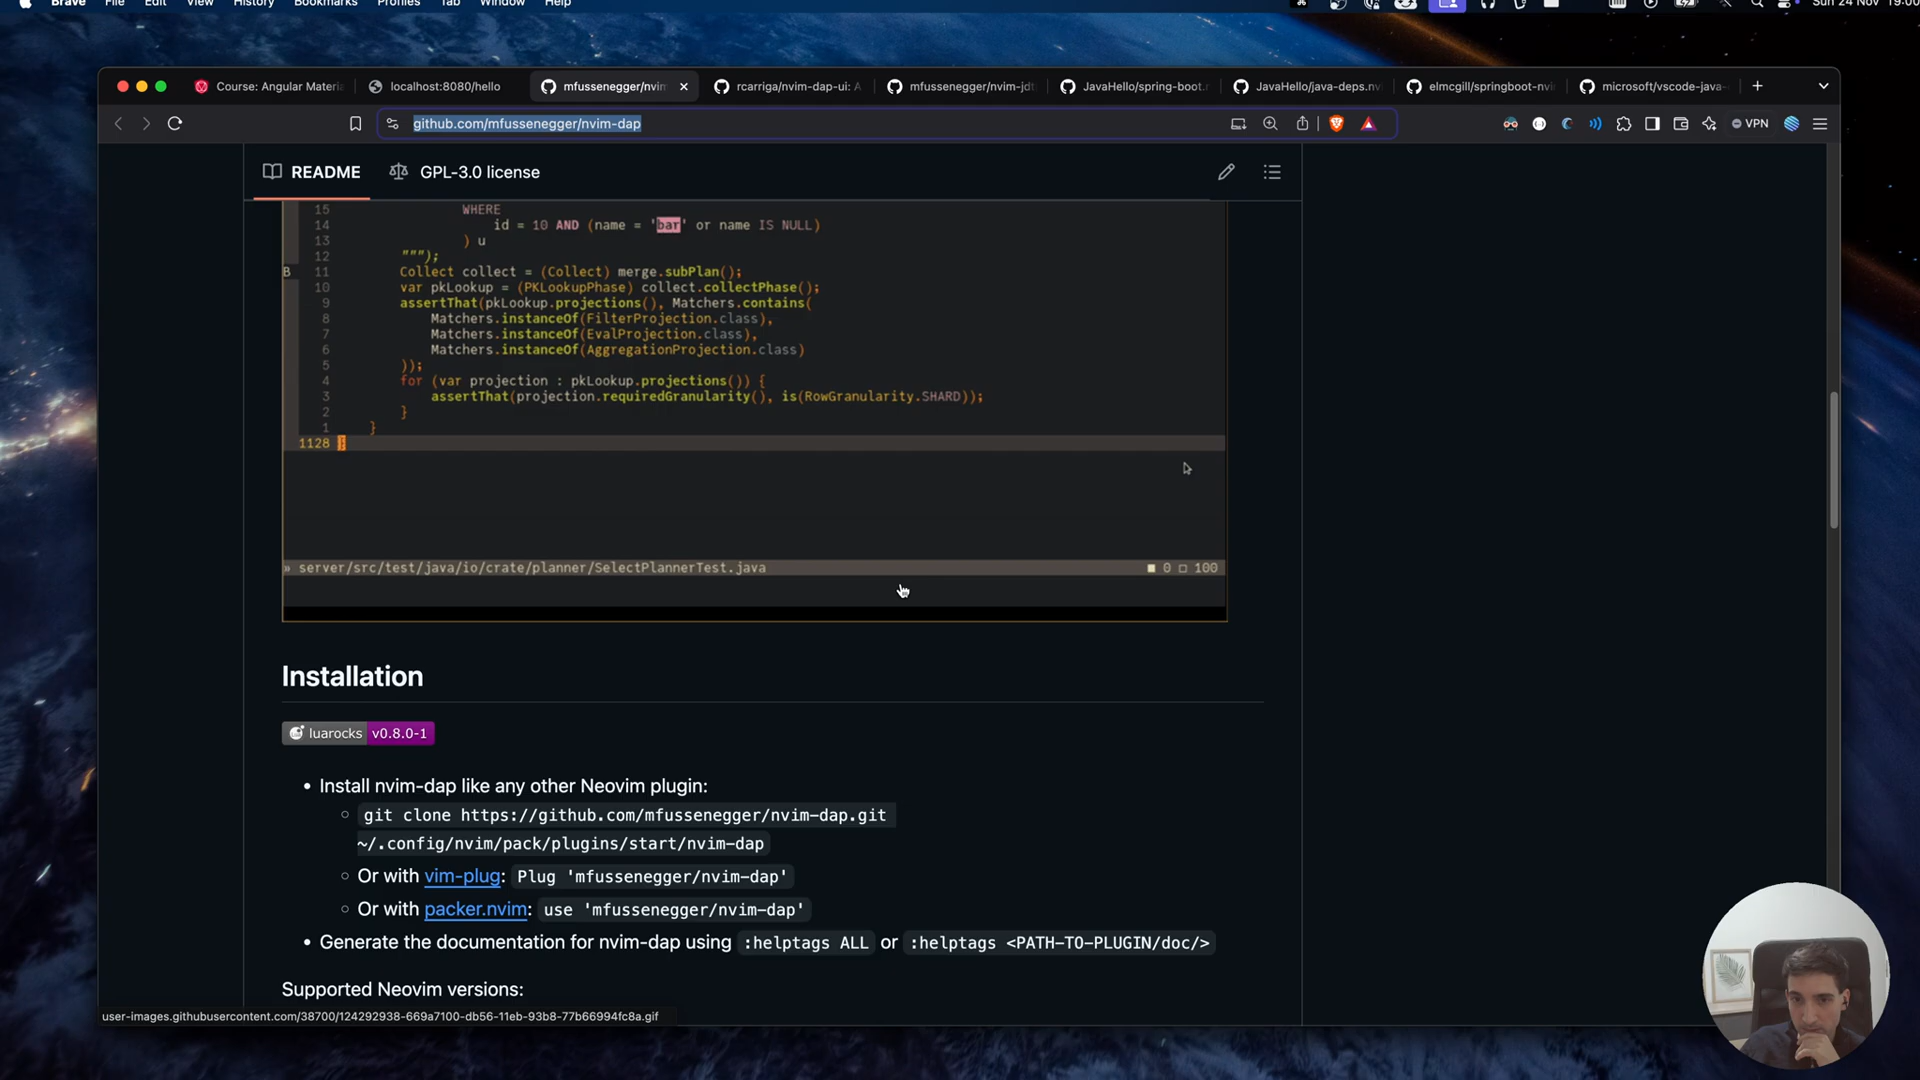 Brave File Edit View History Bookmarks Profiles Tab Window Help
Sun 24 Nov 19:00
Course: Angular Materi
localhost:8080/hello
mfussenegger/nvim
rcarriga/nvim-dap-ui: A
mfussenegger/nvim-jdt
JavaHello/spring-boot.
JavaHello/java-deps.nvi
elmcgill/springboot-nvi
microsoft/vscode-java-
github.com/mfussenegger/nvim-dap
VPN
README
GPL-3.0 license
15 WHERE
14 id = 10 AND (name = 'bar' or name IS NULL)
13 ) u
12 """);
B 11 Collect collect = (Collect) merge.subPlan();
10 var pkLookup = (PKLookupPhase) collect.collectPhase();
9 assertThat(pkLookup.projections(), Matchers.contains(
8 Matchers.instanceOf(FilterProjection.class),
7 Matchers.instanceOf(EvalProjection.class),
6 Matchers.instanceOf(AggregationProjection.class)
5 ));
4 for (var projection : pkLookup.projections()) {
3 assertThat(projection.requiredGranularity(), is(RowGranularity.SHARD));
2 }
1 }
1128 }
» server/src/test/java/io/crate/planner/SelectPlannerTest.java ■ 0 □ 100
Installation
luarocks v0.8.0-1
• Install nvim-dap like any other Neovim plugin:
○ git clone https://github.com/mfussenegger/nvim-dap.git
~/.config/nvim/pack/plugins/start/nvim-dap
○ Or with vim-plug: Plug 'mfussenegger/nvim-dap'
○ Or with packer.nvim: use 'mfussenegger/nvim-dap'
• Generate the documentation for nvim-dap using :helptags ALL or :helptags <PATH-TO-PLUGIN/doc/>
Supported Neovim versions:
user-images.githubusercontent.com/38700/124292938-669a7100-db56-11eb-93b8-77b66994fc8a.gif